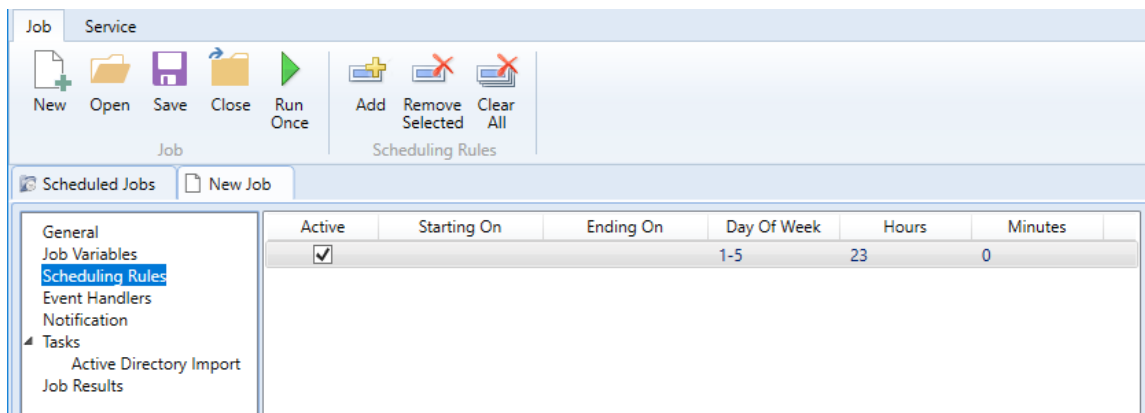 Job Service
New Open Save Close Run Once Add Remove Selected Clear All
Job Scheduling Rules
Scheduled Jobs New Job
General
Job Variables
Scheduling Rules
Event Handlers
Notification
Tasks
Active Directory Import
Job Results
Active Starting On Ending On Day Of Week Hours Minutes
1-5 23 0